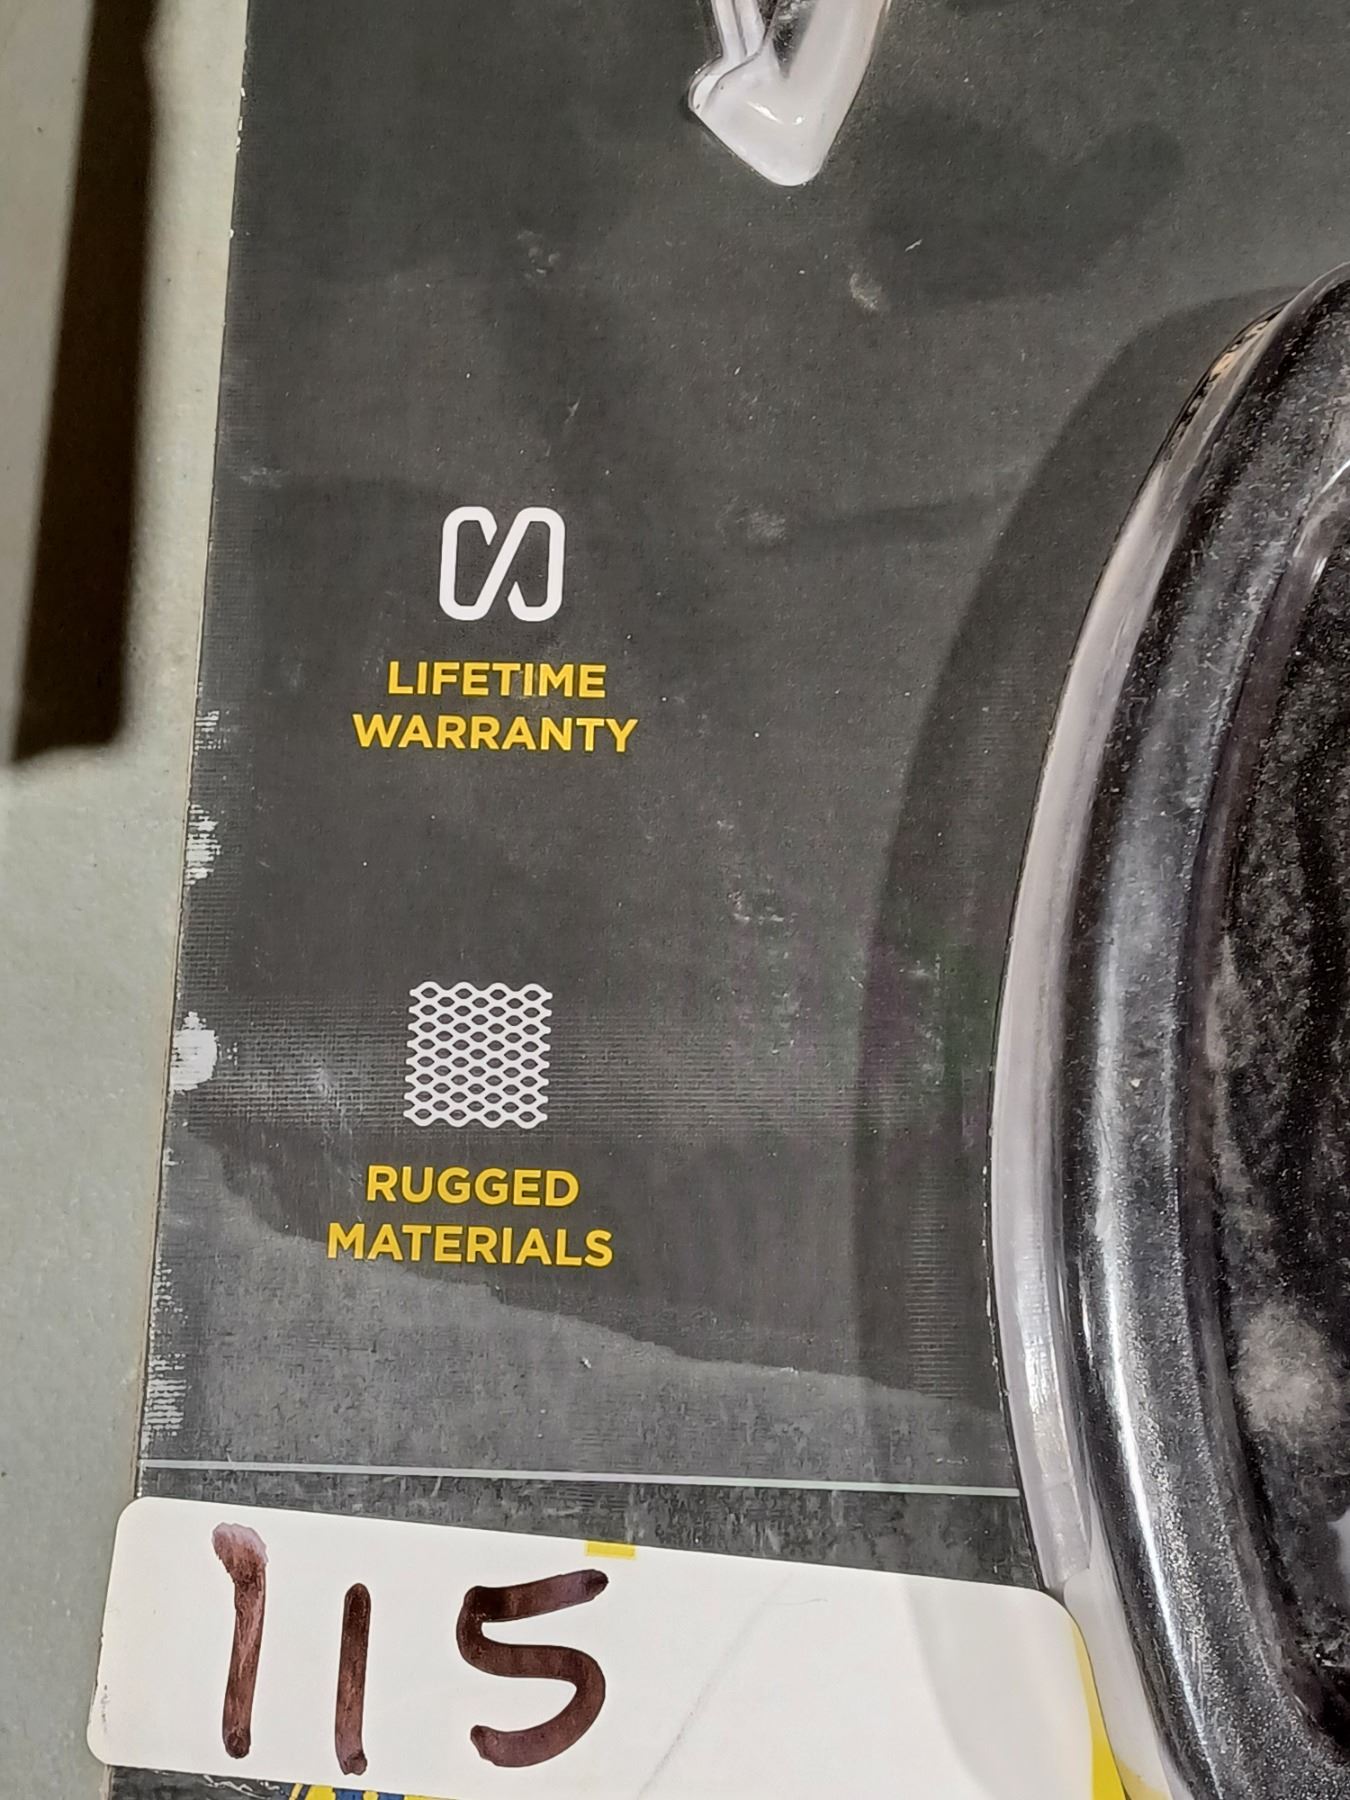 LIFETIME
WARRANTY
RUGGED
MATERIALS
115